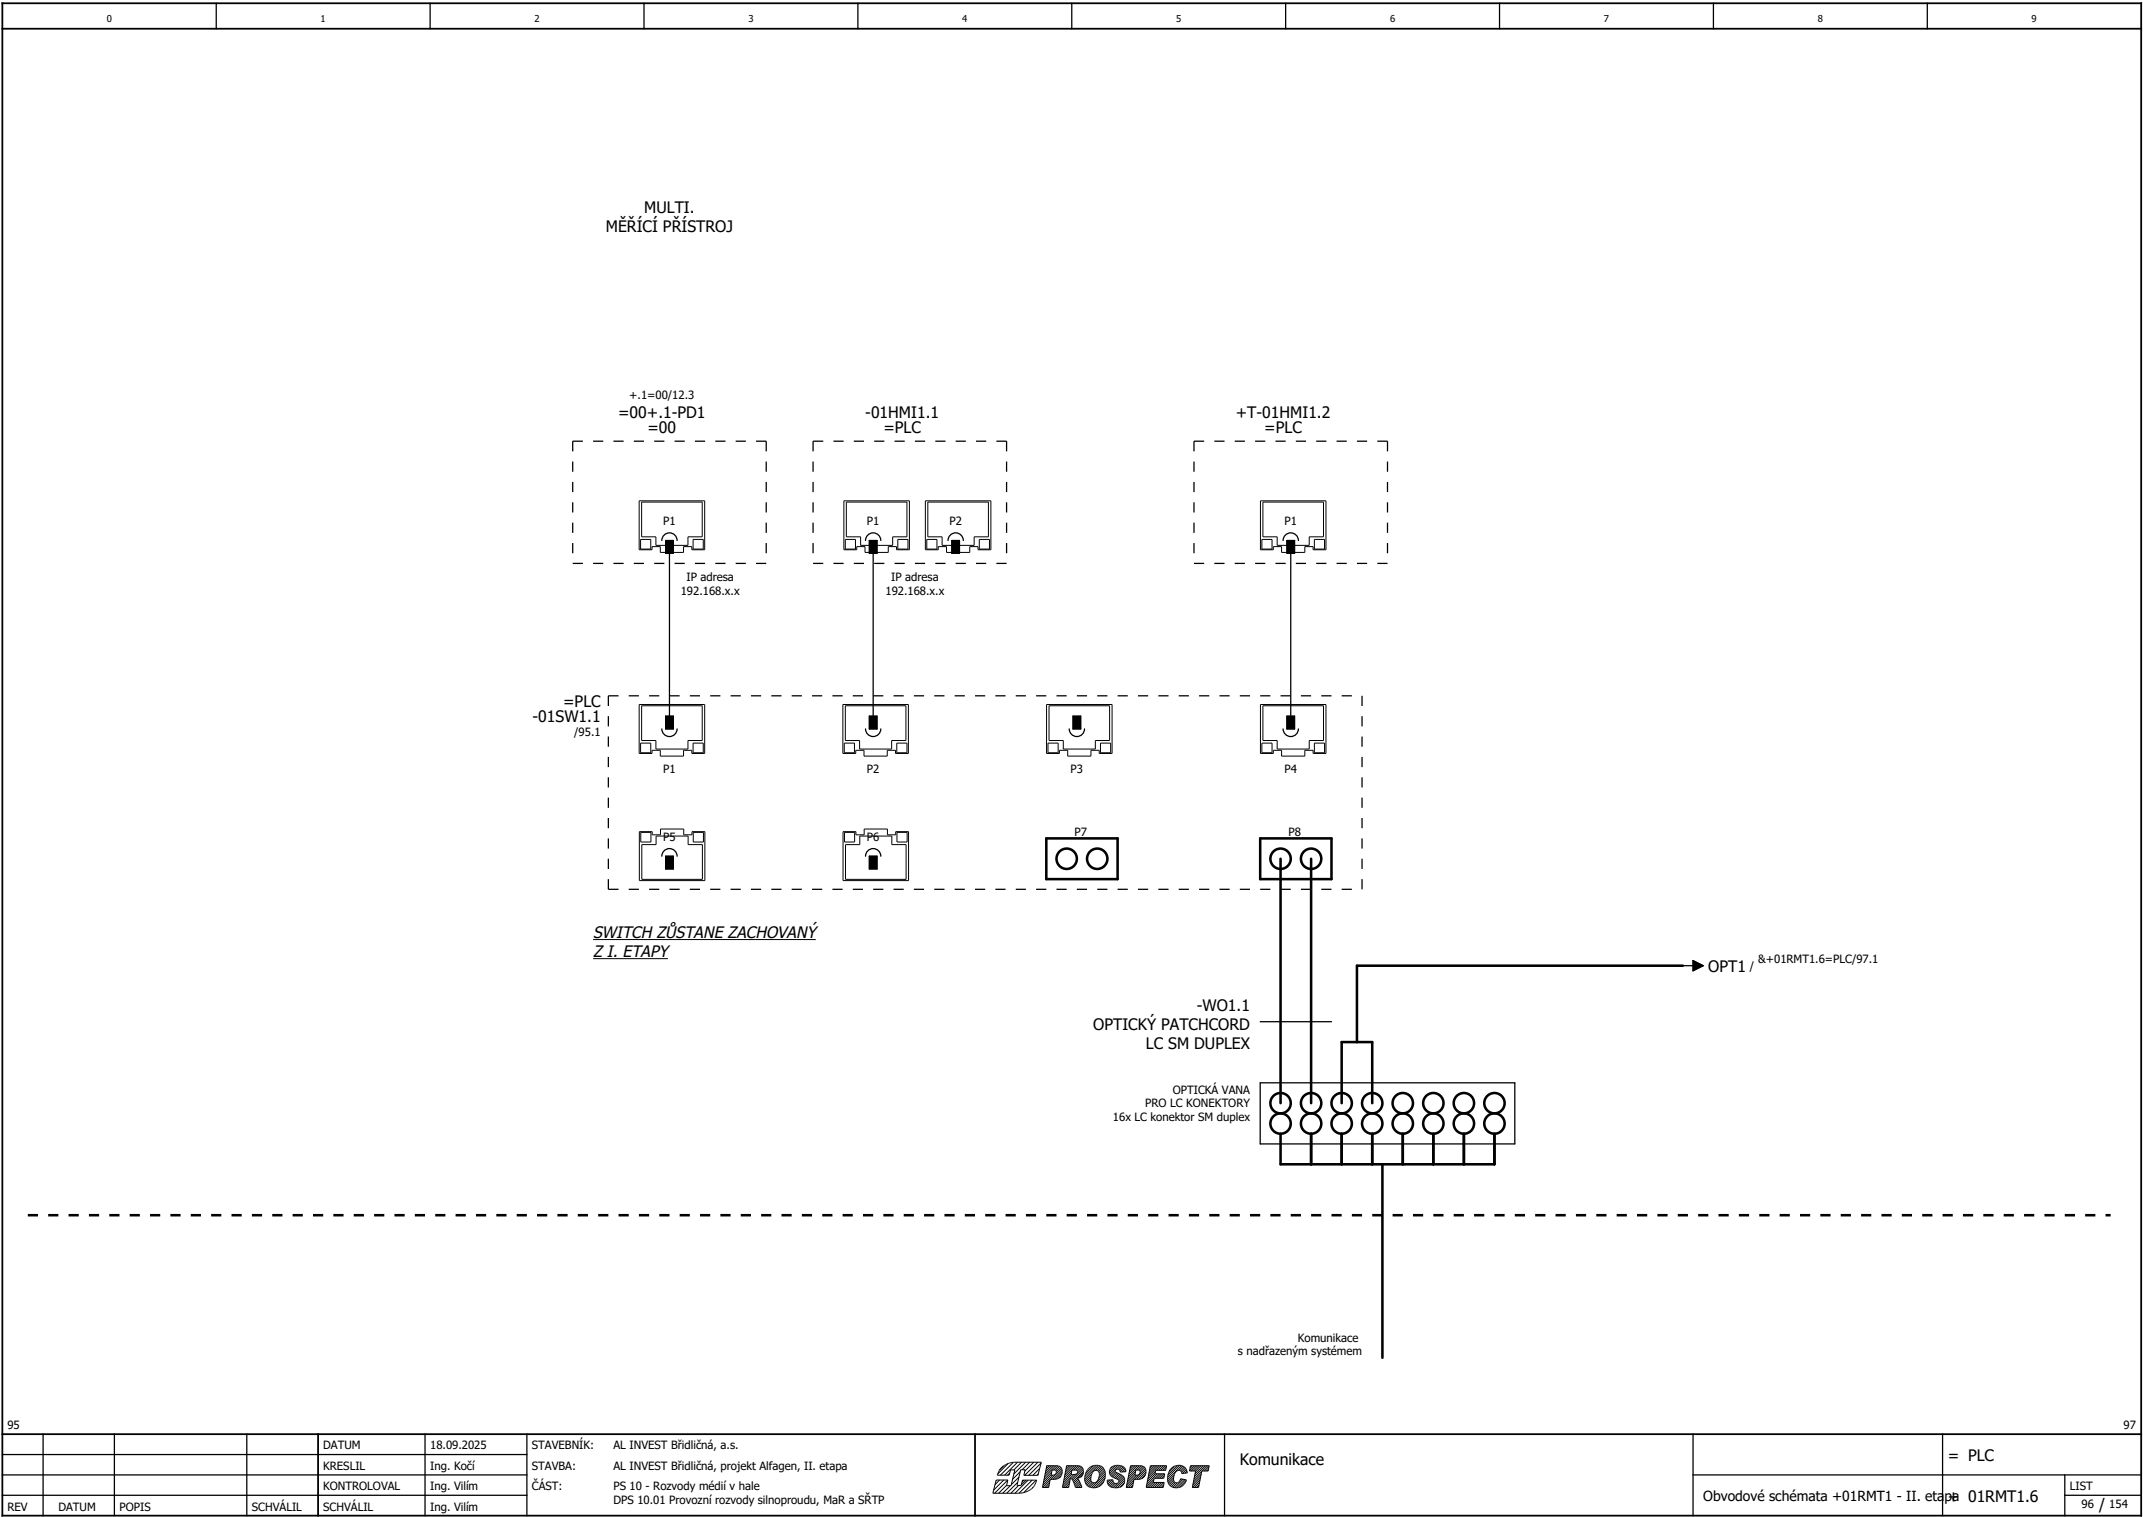 0 1 2 3 4 5 6 7 8 9
MULTI.
MĚŘÍCÍ PŘÍSTROJ
+.1=00/12.3
=00+.1-PD1
=00
-01HMI1.1
=PLC
+T-01HMI1.2
=PLC
P1
P1
P2
P1
IP adresa
192.168.x.x
IP adresa
192.168.x.x
=PLC
-01SW1.1
/95.1
P1
P2
P3
P4
P5
P6
P7
P8
SWITCH ZŮSTANE ZACHOVANÝ
Z I. ETAPY
OPT1 / &+01RMT1.6=PLC/97.1
-WO1.1
OPTICKÝ PATCHCORD
LC SM DUPLEX
OPTICKÁ VANA
PRO LC KONEKTORY
16x LC konektor SM duplex
Komunikace
s nadřazeným systémem
95
97
DATUM 18.09.2025
KRESLIL Ing. Kočí
KONTROLOVAL Ing. Vilím
REV DATUM POPIS SCHVÁLIL SCHVÁLIL Ing. Vilím
STAVEBNÍK: AL INVEST Břidličná, a.s.
STAVBA: AL INVEST Břidličná, projekt Alfagen, II. etapa
ČÁST: PS 10 - Rozvody médií v hale
DPS 10.01 Provozní rozvody silnoproudu, MaR a SŘTP
PROSPECT
Komunikace
Obvodové schémata +01RMT1 - II. etapa
= PLC
+ 01RMT1.6
LIST
96 / 154